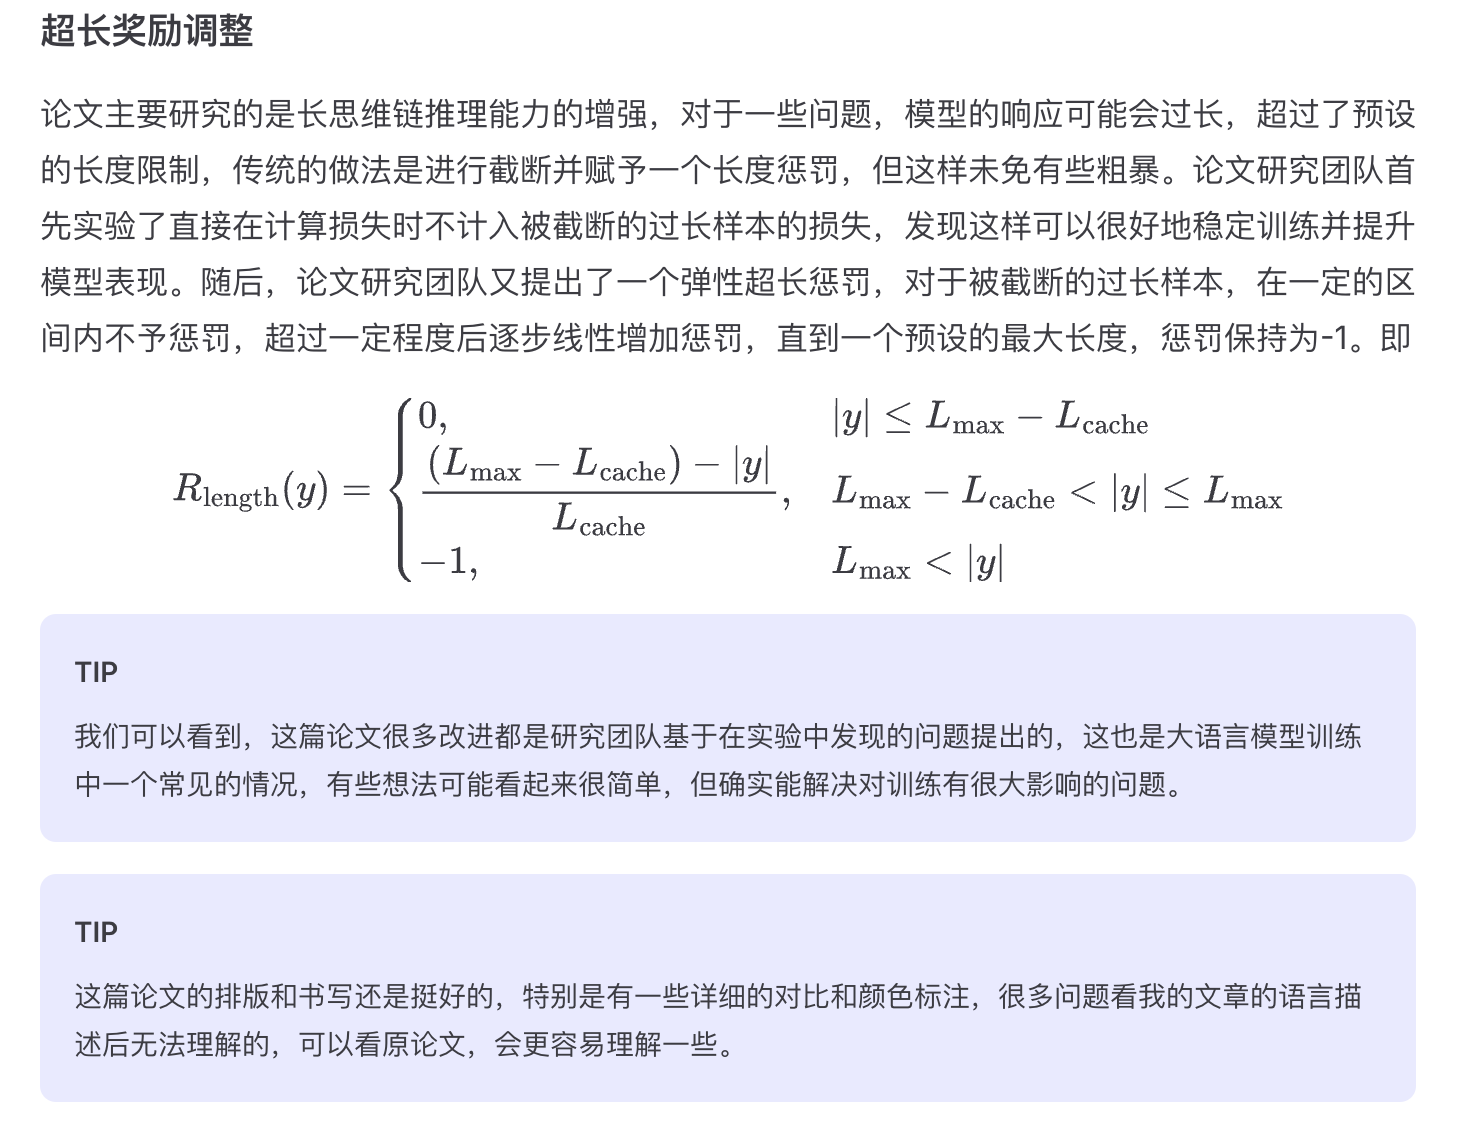 超长奖励调整
论文主要研究的是长思维链推理能力的增强，对于一些问题，模型的响应可能会过长，超过了预设
的长度限制，传统的做法是进行截断并赋予一个长度惩罚，但这样未免有些粗暴。论文研究团队首
先实验了直接在计算损失时不计入被截断的过长样本的损失，发现这样可以很好地稳定训练并提升
模型表现。随后，论文研究团队又提出了一个弹性超长惩罚，对于被截断的过长样本，在一定的区
间内不予惩罚，超过一定程度后逐步线性增加惩罚，直到一个预设的最大长度，惩罚保持为-1。即
$$R_{\text{length}}(y) = \begin{cases} 0, & |y| \le L_{\max} - L_{\text{cache}} \\ \dfrac{(L_{\max} - L_{\text{cache}}) - |y|}{L_{\text{cache}}}, & L_{\max} - L_{\text{cache}} < |y| \le L_{\max} \\ -1, & L_{\max} < |y| \end{cases}$$
TIP
我们可以看到，这篇论文很多改进都是研究团队基于在实验中发现的问题提出的，这也是大语言模型训练
中一个常见的情况，有些想法可能看起来很简单，但确实能解决对训练有很大影响的问题。
TIP
这篇论文的排版和书写还是挺好的，特别是有一些详细的对比和颜色标注，很多问题看我的文章的语言描
述后无法理解的，可以看原论文，会更容易理解一些。